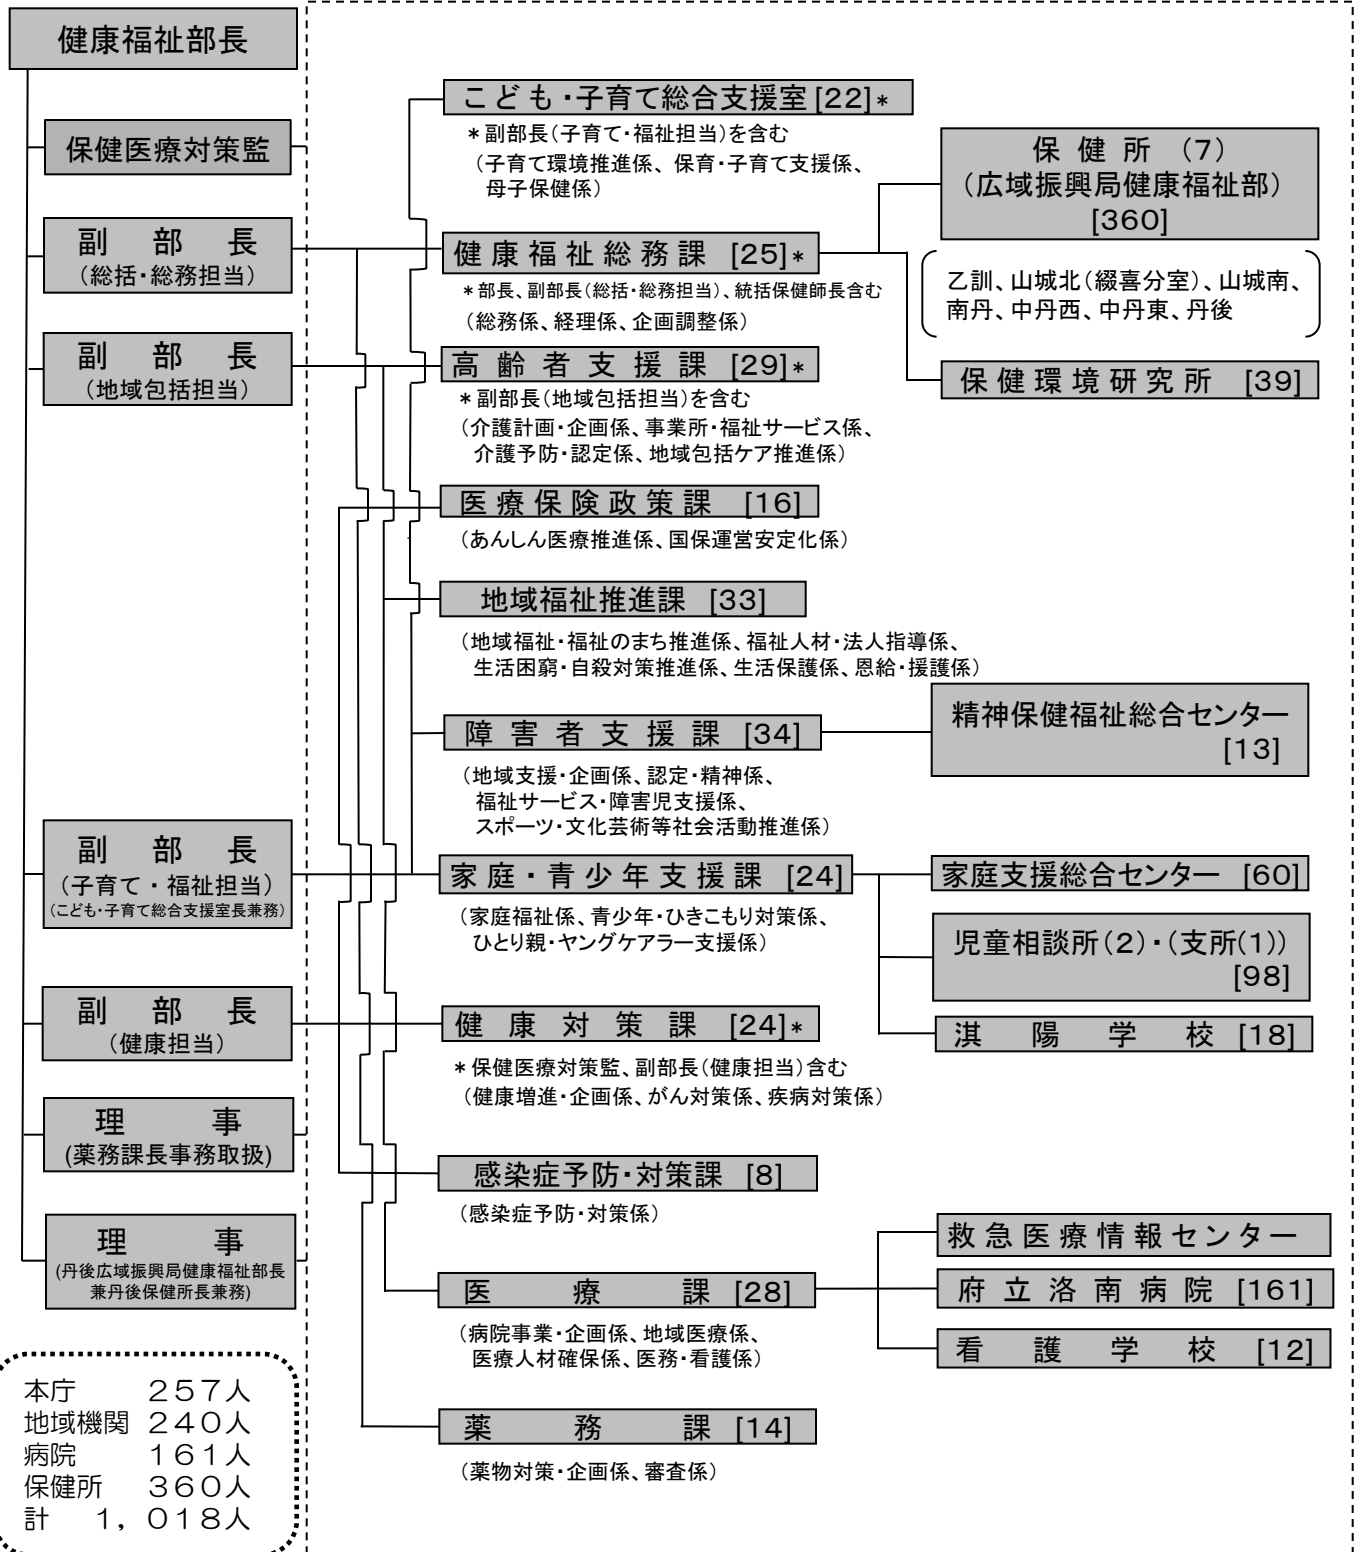 健康福祉部長
保健医療対策監
副部長
（総括・総務担当）
副部長
（地域包括担当）
副部長
（子育て・福祉担当）
（こども・子育て総合支援室長兼務）
副部長
（健康担当）
理事
(薬務課長事務取扱)
理事
(丹後広域振興局健康福祉部長
兼丹後保健所長兼務)
本庁 257人
地域機関 240人
病院 161人
保健所 360人
計 1，018人
こども・子育て総合支援室[22]*
*副部長（子育て・福祉担当）を含む
（子育て環境推進係、保育・子育て支援係、
母子保健係）
健康福祉総務課 [25]*
*部長、副部長（総括・総務担当）、統括保健師長含む
（総務係、経理係、企画調整係）
高齢者支援課 [29]*
*副部長（地域包括担当）を含む
（介護計画・企画係、事業所・福祉サービス係、
介護予防・認定係、地域包括ケア推進係）
医療保険政策課 [16]
（あんしん医療推進係、国保運営安定化係）
地域福祉推進課 [33]
（地域福祉・福祉のまち推進係、福祉人材・法人指導係、
生活困窮・自殺対策推進係、生活保護係、恩給・援護係）
障害者支援課 [34]
（地域支援・企画係、認定・精神係、
福祉サービス・障害児支援係、
スポーツ・文化芸術等社会活動推進係）
家庭・青少年支援課 [24]
（家庭福祉係、青少年・ひきこもり対策係、
ひとり親・ヤングケアラー支援係）
健康対策課 [24]*
*保健医療対策監、副部長（健康担当）含む
（健康増進・企画係、がん対策係、疾病対策係）
感染症予防・対策課 [8]
（感染症予防・対策係）
医療課 [28]
（病院事業・企画係、地域医療係、
医療人材確保係、医務・看護係）
薬務課 [14]
（薬物対策・企画係、審査係）
保健所（7）
（広域振興局健康福祉部）
[360]
乙訓、山城北（綴喜分室）、山城南、
南丹、中丹西、中丹東、丹後
保健環境研究所 [39]
精神保健福祉総合センター
[13]
家庭支援総合センター [60]
児童相談所（2）・（支所(1)）
[98]
淇陽学校 [18]
救急医療情報センター
府立洛南病院 [161]
看護学校 [12]